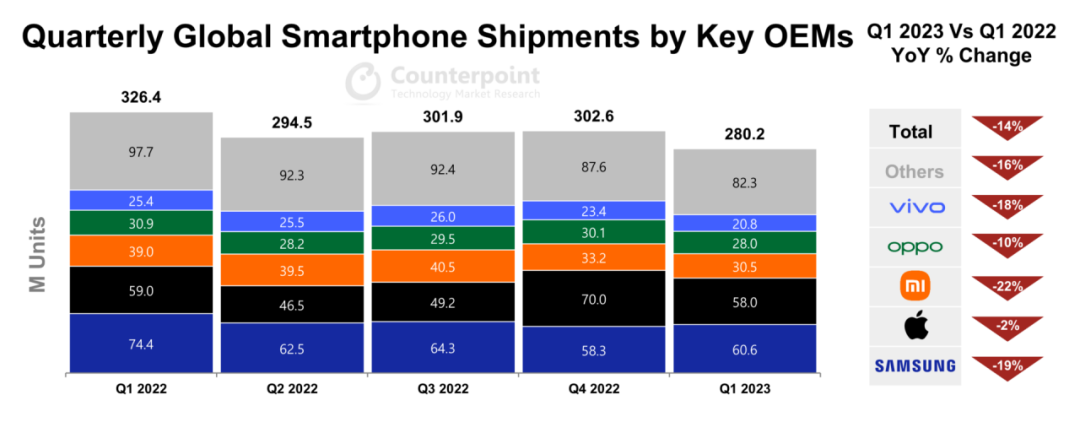 Quarterly Global Smartphone Shipments by Key OEMs
Q1 2023 Vs Q1 2022
YoY % Change
Counterpoint
Technology Market Research
M Units
326.4
97.7
25.4
30.9
39.0
59.0
74.4
Q1 2022
294.5
92.3
25.5
28.2
39.5
46.5
62.5
Q2 2022
301.9
92.4
26.0
29.5
40.5
49.2
64.3
Q3 2022
302.6
87.6
23.4
30.1
33.2
70.0
58.3
Q4 2022
280.2
82.3
20.8
28.0
30.5
58.0
60.6
Q1 2023
Total -14%
Others -16%
vivo -18%
oppo -10%
mi -22%
-2%
SAMSUNG -19%